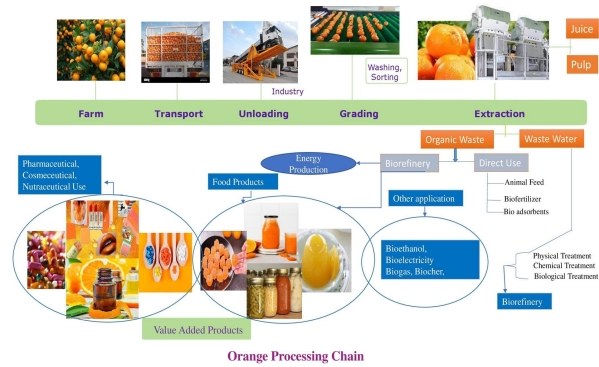 Juice
Washing,
Sorting
Pulp
Industry
Farm
Transport
Unloading
Grading
Extraction
Organic Waste
Waste Water
Energy
Production
Biorefinery
Direct Use
Pharmaceutical,
Cosmeceutical,
Nutraceutical Use
Food Products
Animal Feed
Other application
Biofertilizer
Bio adsorbents
Bioethanol,
Bioelectricity
Biogas, Biocher,
Physical Treatment
Chemical Treatment
Biological Treatment
Biorefinery
Value Added Products
Orange Processing Chain